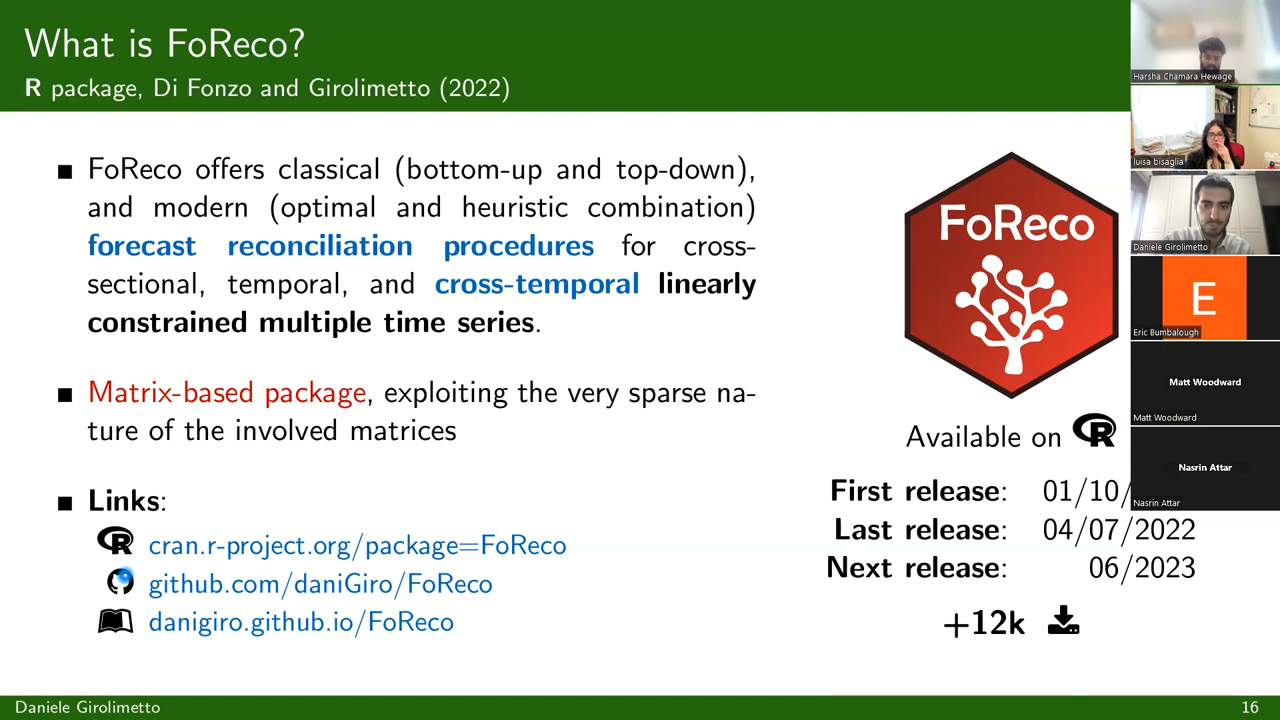 What is FoReco?
R package, Di Fonzo and Girolimetto (2022)
■ FoReco offers classical (bottom-up and top-down),
and modern (optimal and heuristic combination)
forecast reconciliation procedures for cross-
sectional, temporal, and cross-temporal linearly
constrained multiple time series.
■ Matrix-based package, exploiting the very sparse na-
ture of the involved matrices
■ Links:
cran.r-project.org/package=FoReco
github.com/daniGiro/FoReco
danigiro.github.io/FoReco
FoReco
Available on R
First release: 01/10/
Last release: 04/07/2022
Next release: 06/2023
+12k
Harsha Chamara Hewage
luisa bisaglia
Daniele Girolimetto
E
Eric Bumbalough
Matt Woodward
Matt Woodward
Nasrin Attar
Nasrin Attar
Daniele Girolimetto
16